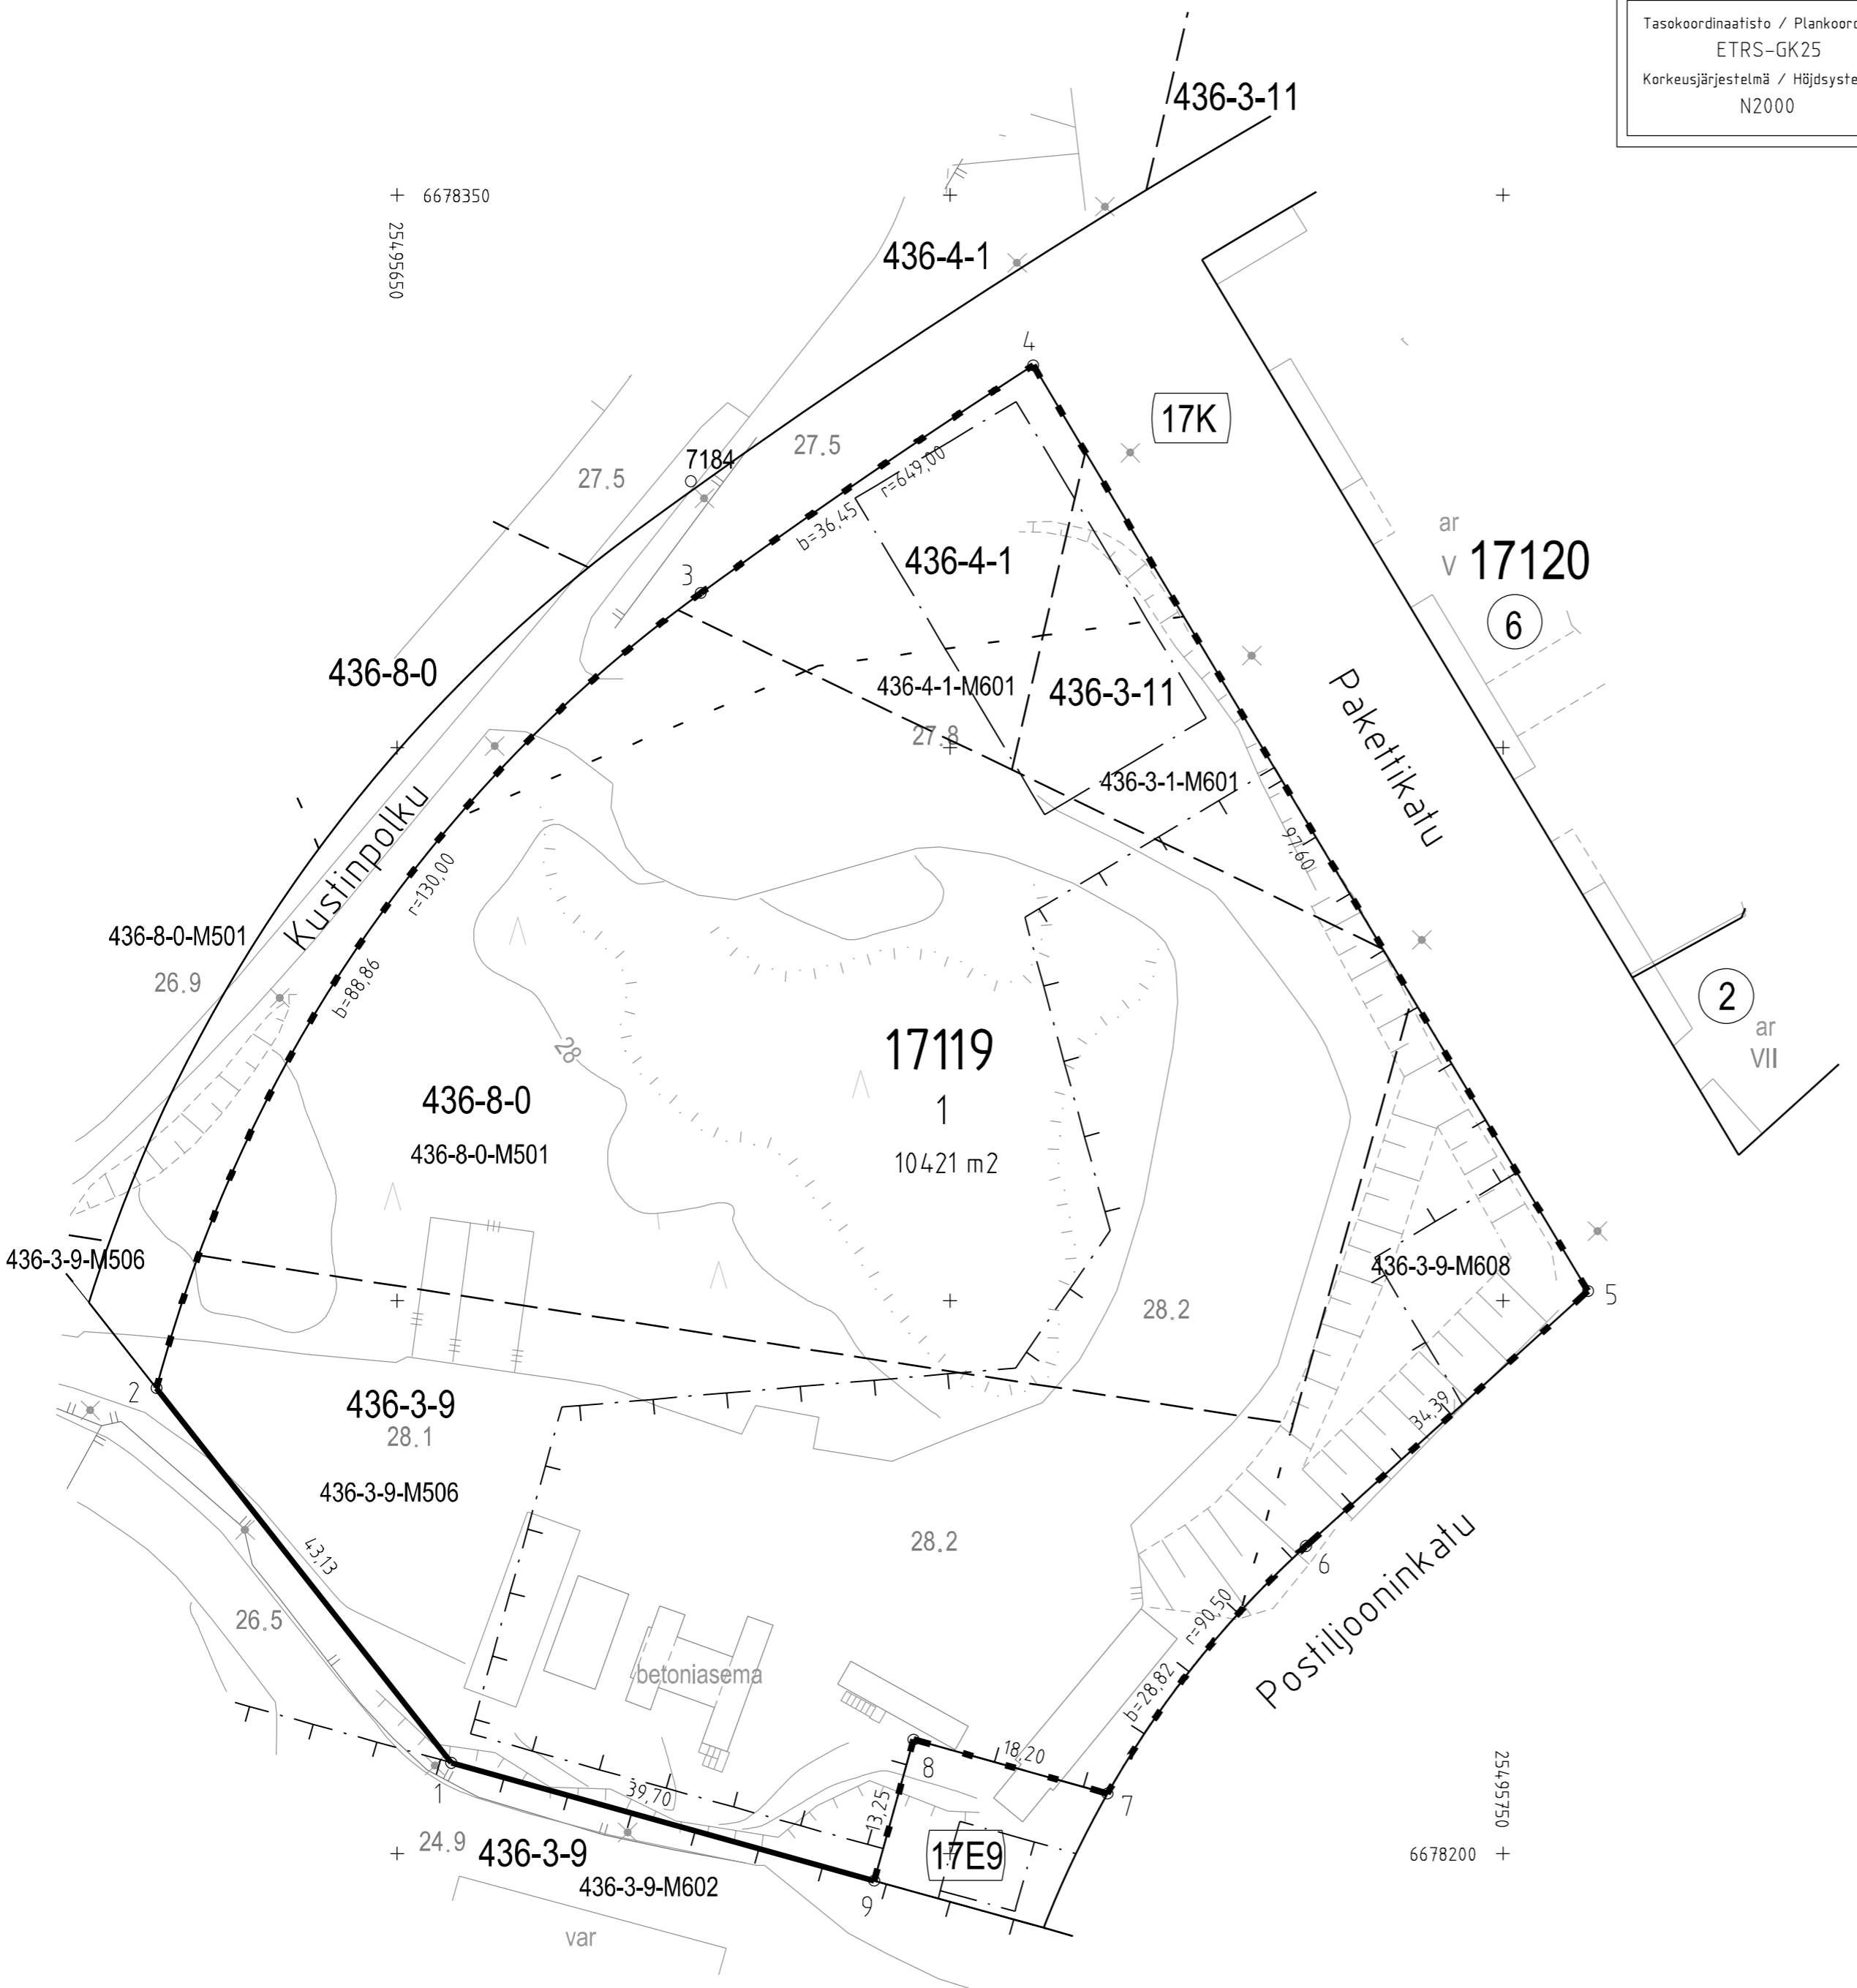 Tasokoordinaatisto / Plankoord
ETRS-GK25
Korkeusjärjestelmä / Höjdsyste
N2000
436-3-11
6678350
25495650
436-4-1
4
17K
27.5
7184
27.5
r=649,00
b=36,45
ar
V 17120
6
436-4-1
3
436-8-0
436-4-1-M601
436-3-11
27.8
436-3-1-M601
Pakettikatu
97,60
Kustinpolku
r=130,00
436-8-0-M501
26.9
b=88,86
28
17119
1
10421 m2
2
ar
VII
436-8-0
436-8-0-M501
436-3-9-M506
436-3-9-M608
5
28.2
2
436-3-9
28.1
34,39
436-3-9-M506
43,13
28.2
6
Postiljooninkatu
26.5
r=90,50
b=28,82
betoniasema
8
18,20
7
1
39,70
13,25
25495750
24.9
436-3-9
17E9
6678200
436-3-9-M602
9
var